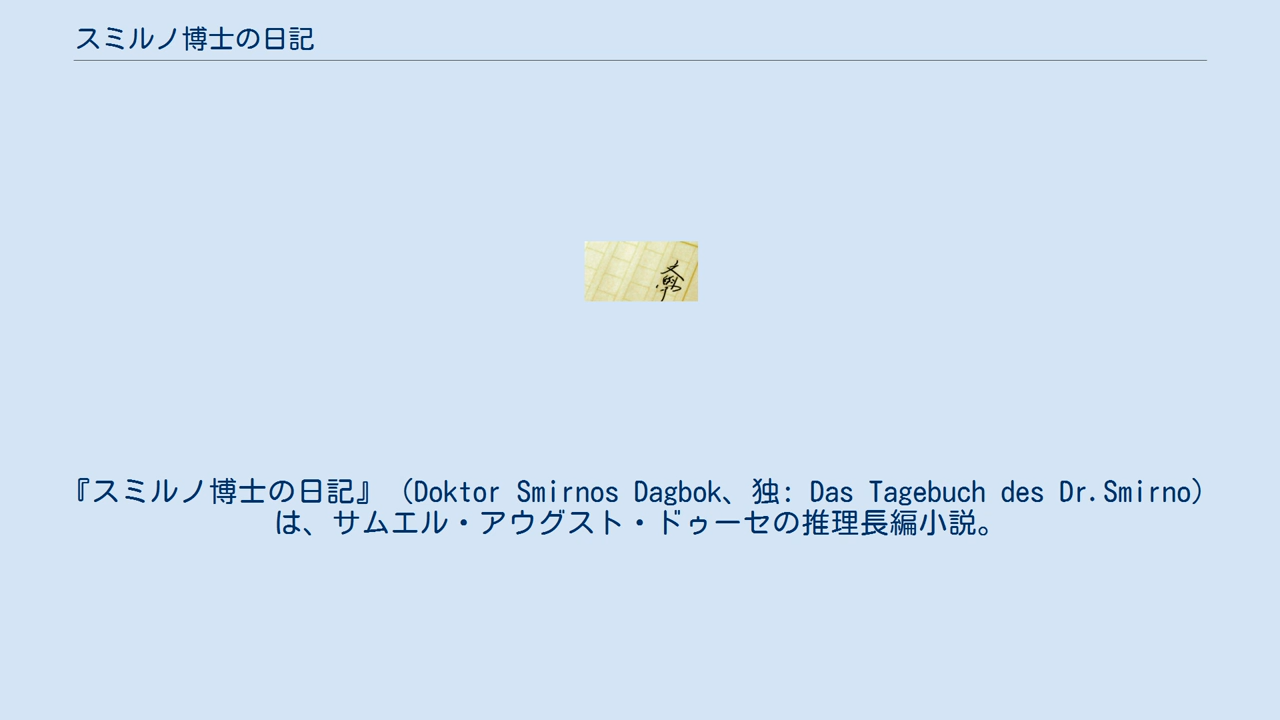 スミルノ博士の日記
『スミルノ博士の日記』（Doktor Smirnos Dagbok、独: Das Tagebuch des Dr.Smirno）
は、サムエル・アウグスト・ドゥーセの推理長編小説。